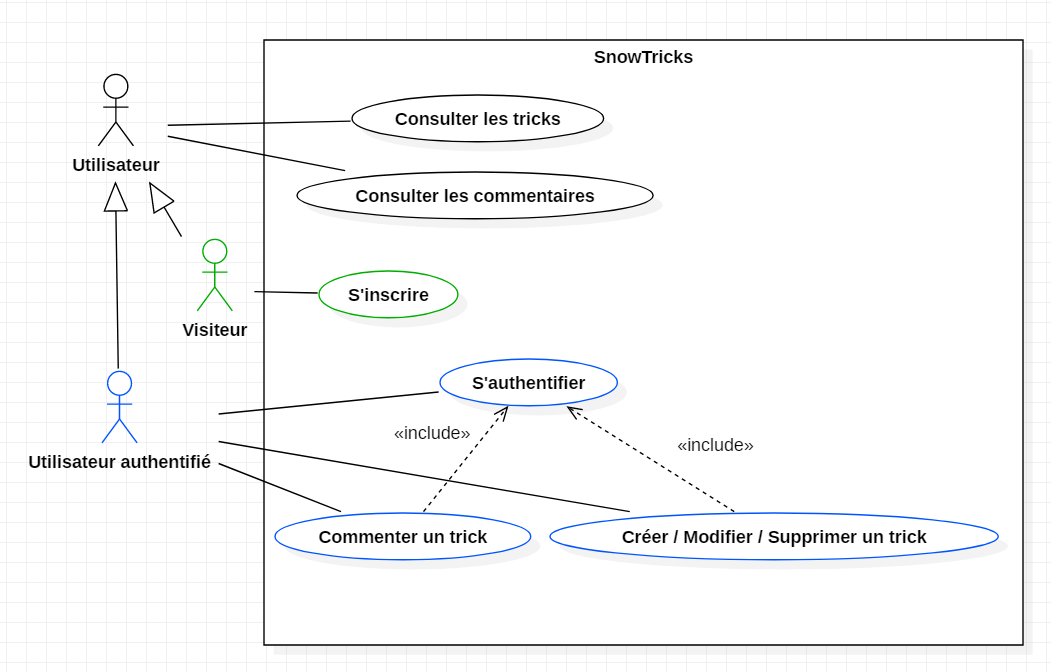 SnowTricks
Consulter les tricks
Utilisateur
Consulter les commentaires
S'inscrire
Visiteur
S'authentifier
«include»
«include»
Utilisateur authentifié
Commenter un trick
Créer / Modifier / Supprimer un trick